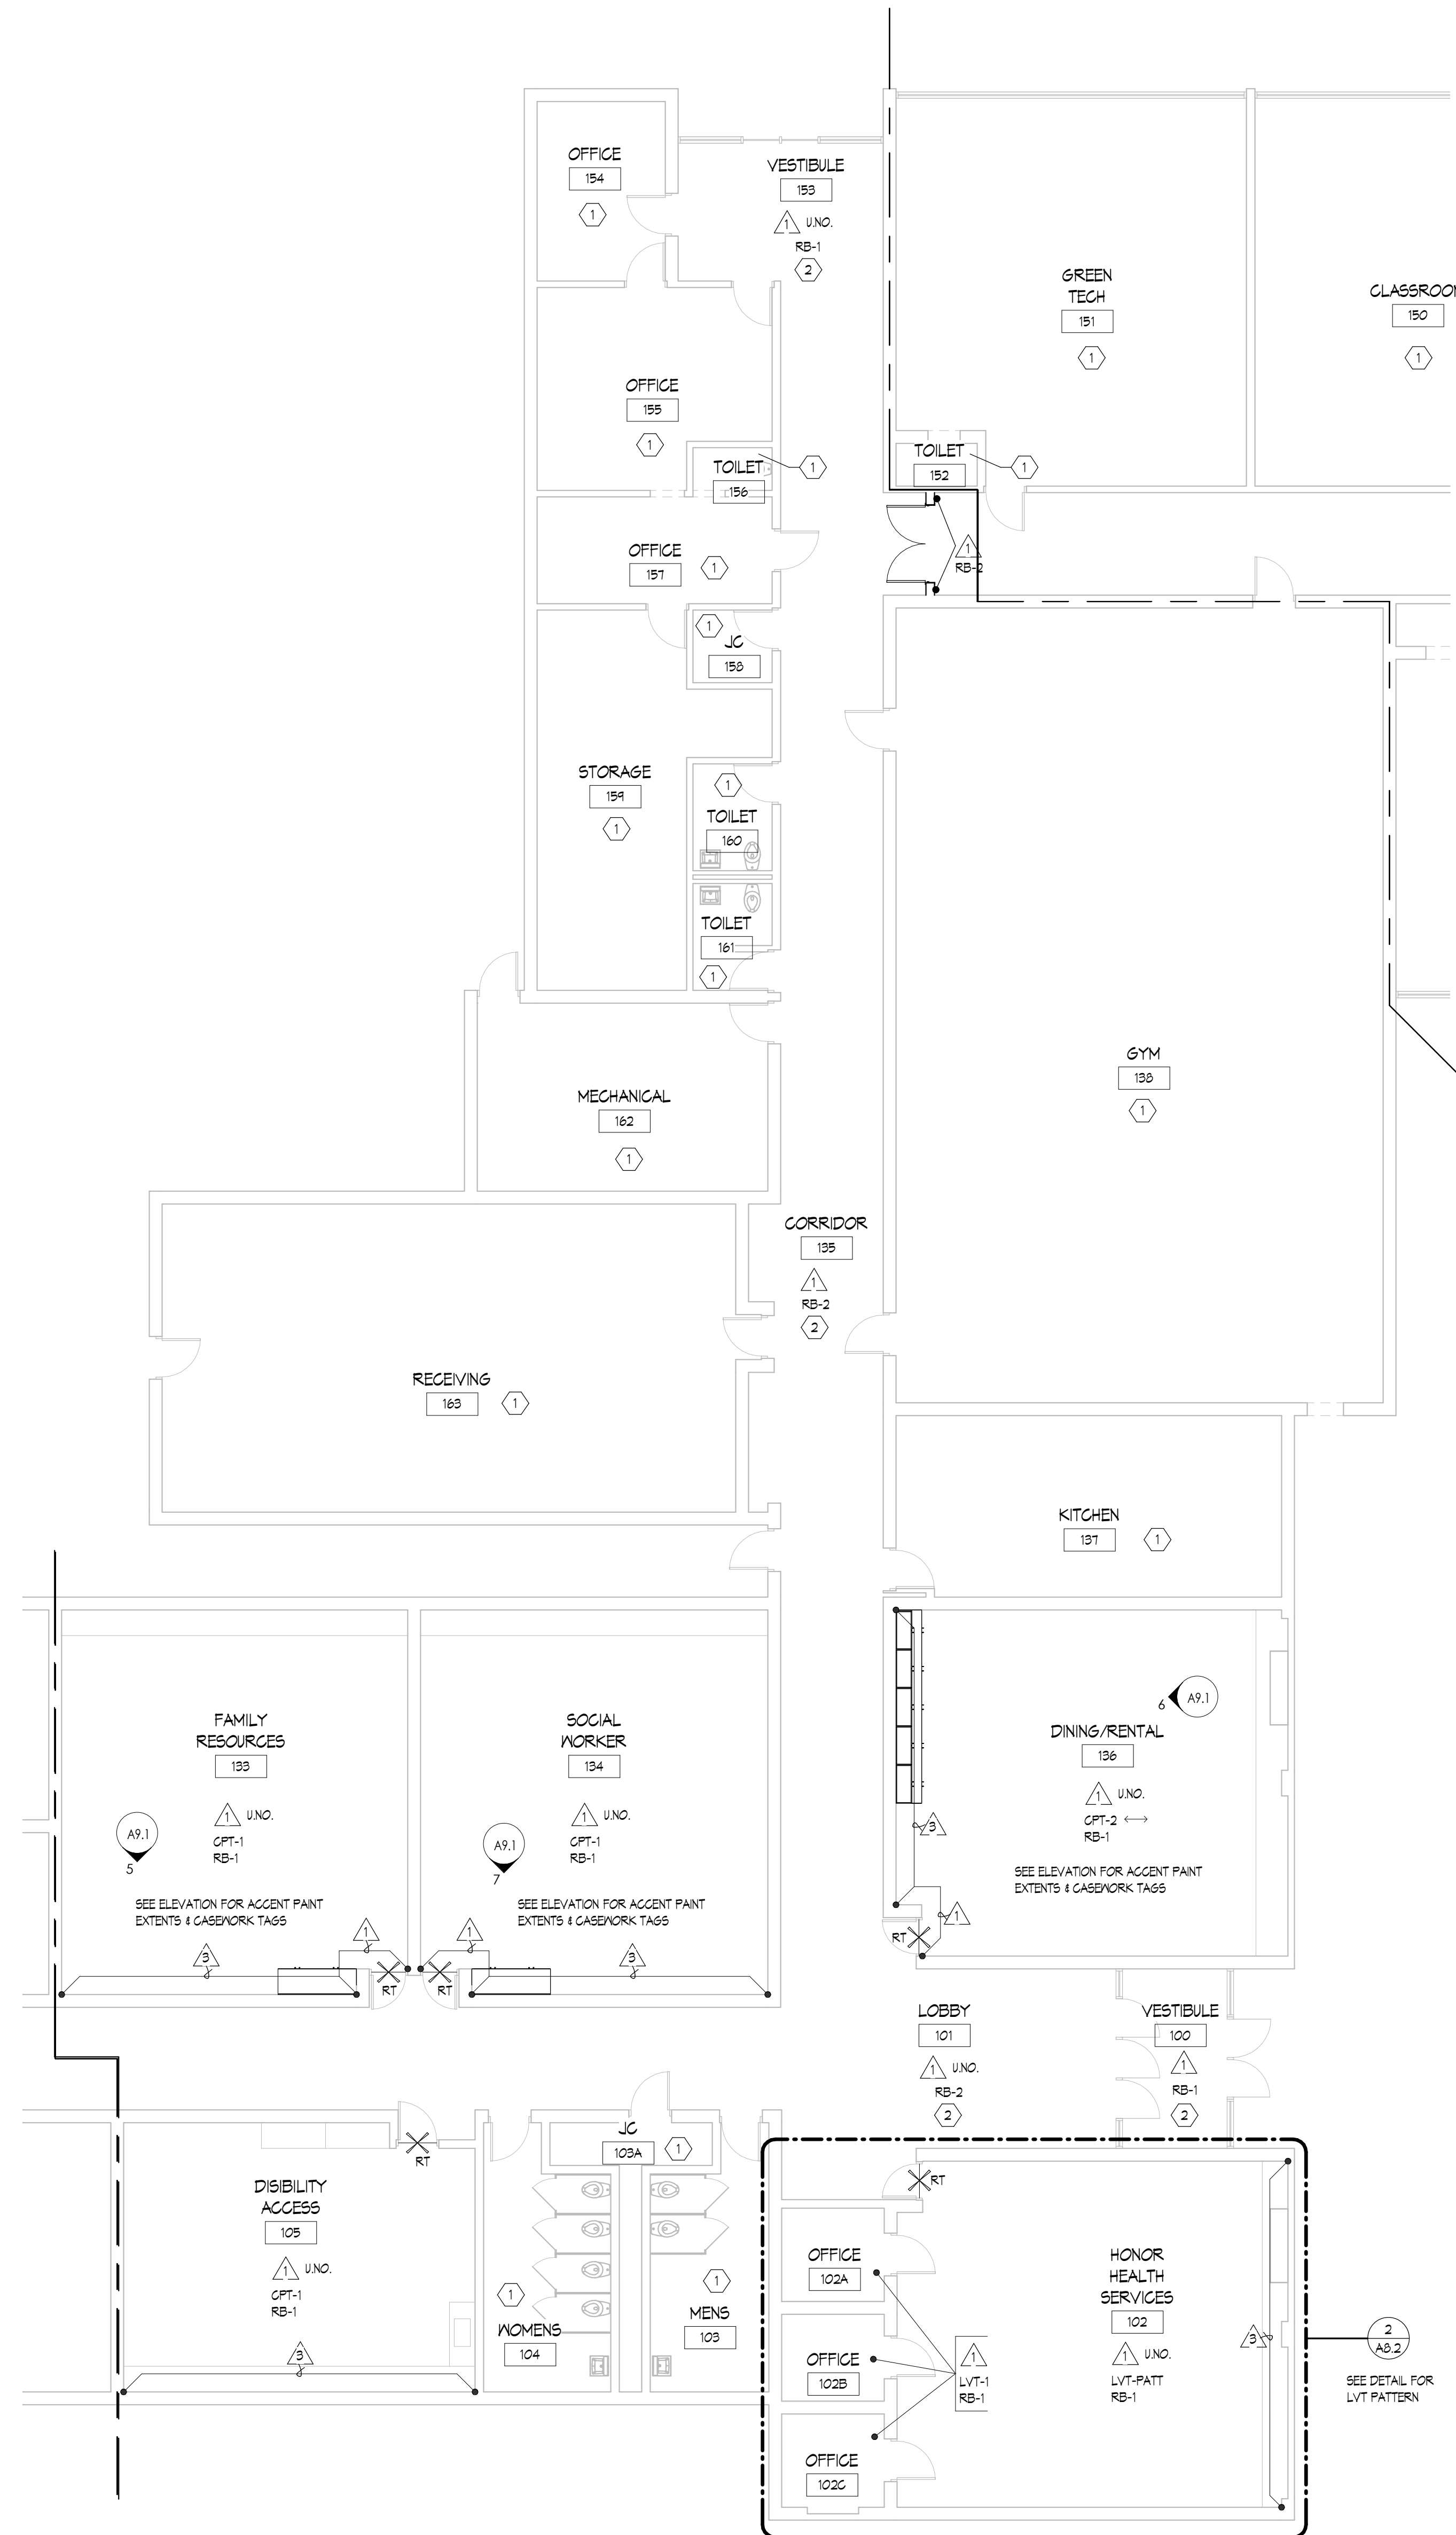 OFFICE
154
1
VESTIBULE
153
1 U.NO.
RB-1
2
GREEN
TECH
151
1
CLASSROOM
150
1
OFFICE
155
1
TOILET
156
1
TOILET
152
1
OFFICE
157
1
1
RB-2
1
JC
158
STORAGE
159
1
1
TOILET
160
TOILET
161
1
GYM
138
1
MECHANICAL
162
1
CORRIDOR
135
1
RB-2
2
RECEIVING
163
1
KITCHEN
137
1
FAMILY
RESOURCES
133
1 U.NO.
CPT-1
RB-1
A9.1
5
SEE ELEVATION FOR ACCENT PAINT
EXTENTS & CASEWORK TAGS
3
1
RT
SOCIAL
WORKER
134
1 U.NO.
CPT-1
RB-1
A9.1
7
SEE ELEVATION FOR ACCENT PAINT
EXTENTS & CASEWORK TAGS
1
3
RT
6
A9.1
DINING/RENTAL
136
1 U.NO.
CPT-2
RB-1
3
SEE ELEVATION FOR ACCENT PAINT
EXTENTS & CASEWORK TAGS
1
RT
LOBBY
101
1 U.NO.
RB-2
2
VESTIBULE
100
1
RB-1
2
JC
103A
1
RT
DISIBILITY
ACCESS
105
1 U.NO.
CPT-1
RB-1
3
1
WOMENS
104
1
MENS
103
RT
OFFICE
102A
OFFICE
102B
OFFICE
102C
1
LVT-1
RB-1
HONOR
HEALTH
SERVICES
102
1 U.NO.
LVT-PATT
RB-1
3
2
A8.2
SEE DETAIL FOR
LVT PATTERN